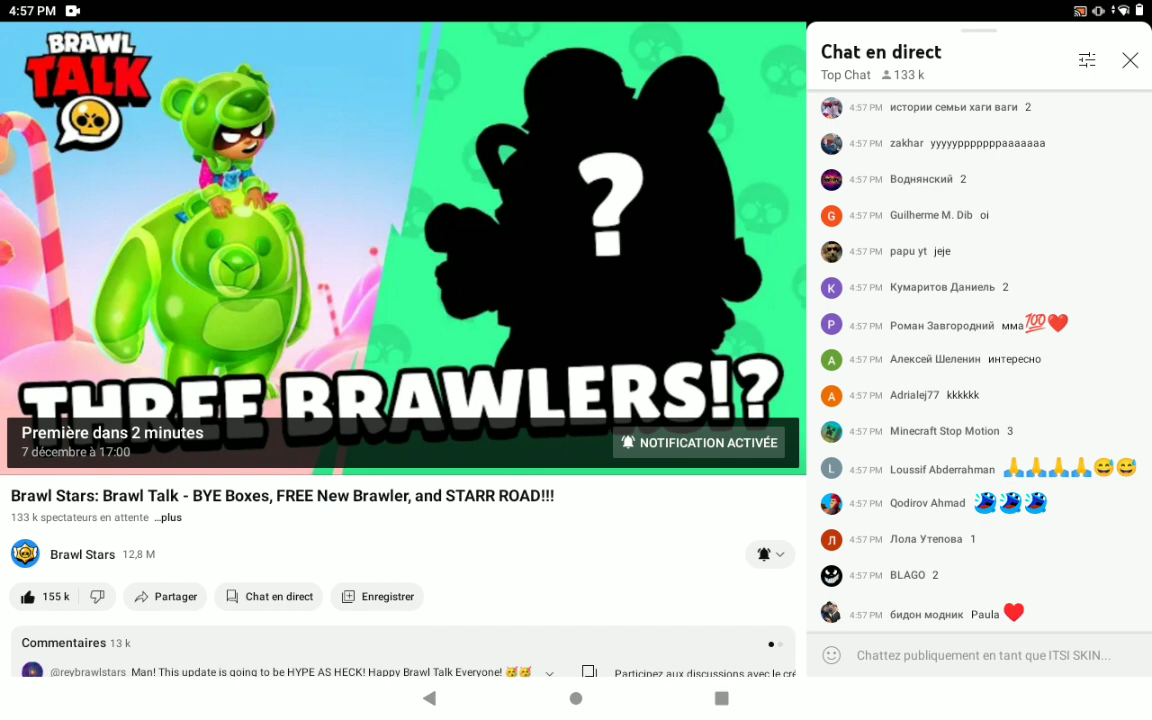 4:57 PM
BRAWL
TALK
?
THREE BRAWLERS!?
Première dans 2 minutes
7 décembre à 17:00
NOTIFICATION ACTIVÉE
Brawl Stars: Brawl Talk - BYE Boxes, FREE New Brawler, and STARR ROAD!!!
133 k spectateurs en attente ...plus
Brawl Stars 12,8 M
155 k
Partager
Chat en direct
Enregistrer
Commentaires 13 k
@reybrawlstars Man! This update is going to be HYPE AS HECK! Happy Brawl Talk Everyone! 🥳🥳
Participez aux discussions avec le cré
Chat en direct
Top Chat 133 k
4:57 PM истории семьи хаги ваги 2
4:57 PM zakhar yyyyypppppppaaaaaaa
4:57 PM Воднянский 2
G 4:57 PM Guilherme M. Dib oi
4:57 PM papu yt jeje
К 4:57 PM Кумаритов Даниель 2
Р 4:57 PM Роман Завгородний мма💯❤️
А 4:57 PM Алексей Шеленин интересно
A 4:57 PM Adrialej77 kkkkkk
4:57 PM Minecraft Stop Motion 3
L 4:57 PM Loussif Abderrahman 🙏🙏🙏🙏😅😅
4:57 PM Qodirov Ahmad
Л 4:57 PM Лола Утепова 1
4:57 PM BLAGO 2
4:57 PM бидон модник Paula ❤️
Chattez publiquement en tant que ITSI SKIN...